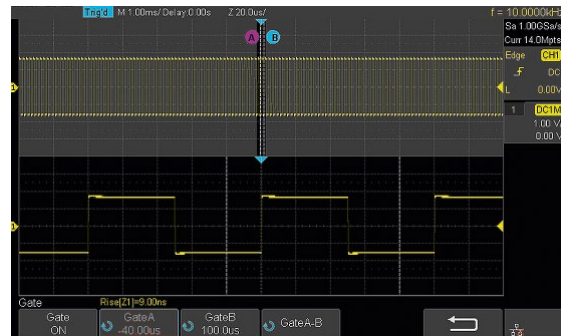 Trig'd M 1.00ms/ Delay:0.00s Z 20.0us/ f = 10.0000kHz
Sa 1.00GSa/s
Curr 14.0Mpts
Edge CH1
DC
L 0.00V
A B
1
1 DC1M
1.00 V/
0.00 V
1
Gate Rise[Z1]=9.00ns
Gate GateA GateB GateA-B
ON -40.00us 100.0us